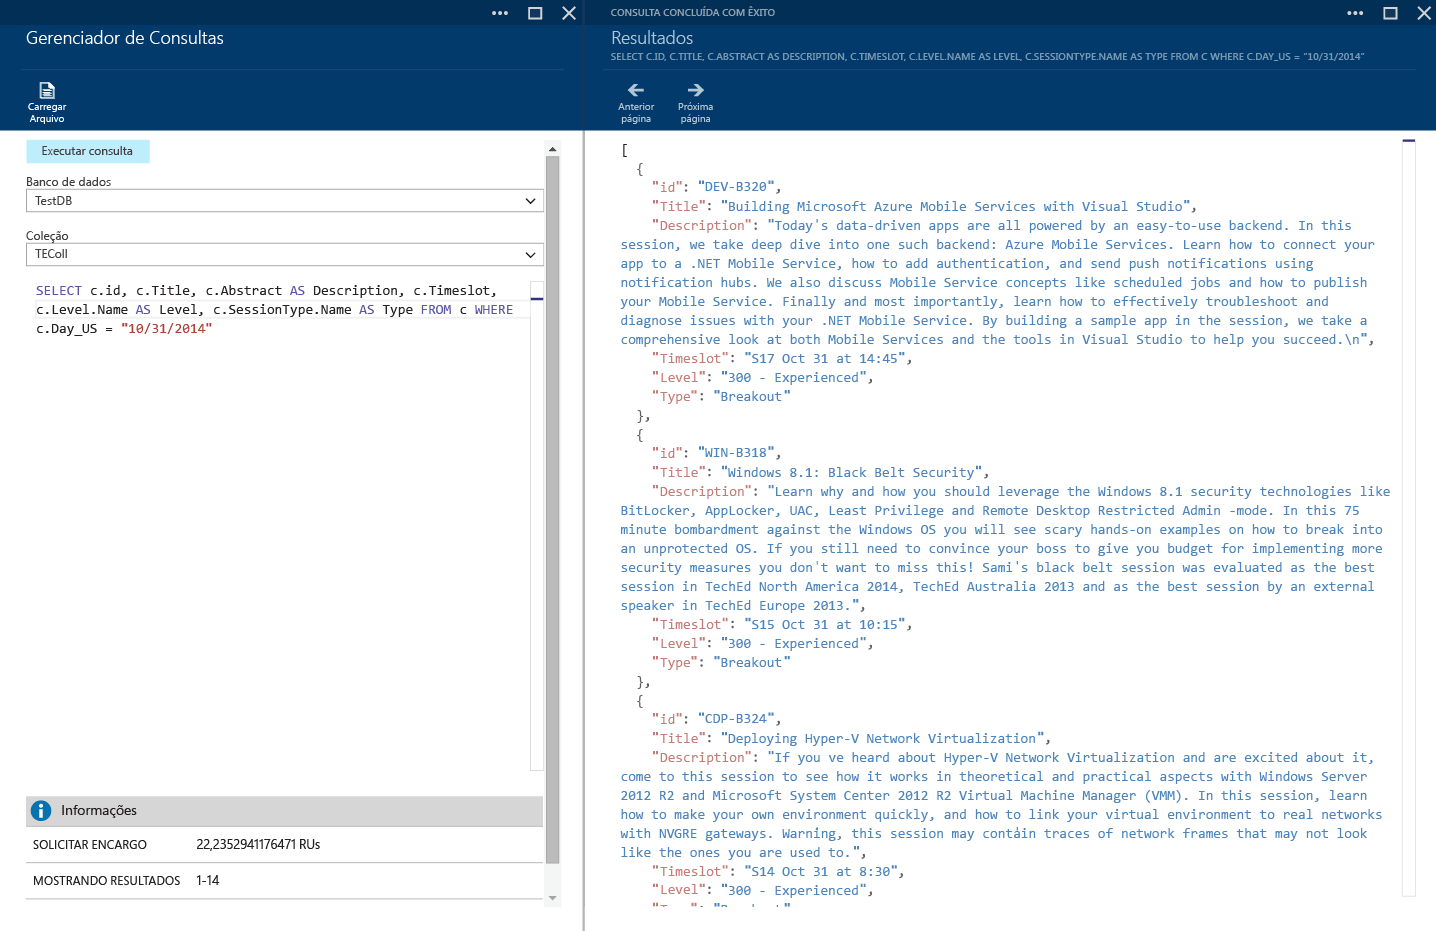 Gerenciador de Consultas
Carregar
Arquivo
Executar consulta
Banco de dados
TestDB
Coleção
TEColl
SELECT c.id, c.Title, c.Abstract AS Description, c.Timeslot,
c.Level.Name AS Level, c.SessionType.Name AS Type FROM c WHERE
c.Day_US = "10/31/2014"
Informações
SOLICITAR ENCARGO 22,2352941176471 RUs
MOSTRANDO RESULTADOS 1-14
CONSULTA CONCLUÍDA COM ÊXITO
Resultados
SELECT C.ID, C.TITLE, C.ABSTRACT AS DESCRIPTION, C.TIMESLOT, C.LEVEL.NAME AS LEVEL, C.SESSIONTYPE.NAME AS TYPE FROM C WHERE C.DAY_US = "10/31/2014"
Anterior
página
Próxima
página
[
{
"id": "DEV-B320",
"Title": "Building Microsoft Azure Mobile Services with Visual Studio",
"Description": "Today's data-driven apps are all powered by an easy-to-use backend. In this
session, we take deep dive into one such backend: Azure Mobile Services. Learn how to connect your
app to a .NET Mobile Service, how to add authentication, and send push notifications using
notification hubs. We also discuss Mobile Service concepts like scheduled jobs and how to publish
your Mobile Service. Finally and most importantly, learn how to effectively troubleshoot and
diagnose issues with your .NET Mobile Service. By building a sample app in the session, we take a
comprehensive look at both Mobile Services and the tools in Visual Studio to help you succeed.\n",
"Timeslot": "S17 Oct 31 at 14:45",
"Level": "300 - Experienced",
"Type": "Breakout"
},
{
"id": "WIN-B318",
"Title": "Windows 8.1: Black Belt Security",
"Description": "Learn why and how you should leverage the Windows 8.1 security technologies like
BitLocker, AppLocker, UAC, Least Privilege and Remote Desktop Restricted Admin -mode. In this 75
minute bombardment against the Windows OS you will see scary hands-on examples on how to break into
an unprotected OS. If you still need to convince your boss to give you budget for implementing more
security measures you don't want to miss this! Sami's black belt session was evaluated as the best
session in TechEd North America 2014, TechEd Australia 2013 and as the best session by an external
speaker in TechEd Europe 2013.",
"Timeslot": "S15 Oct 31 at 10:15",
"Level": "300 - Experienced",
"Type": "Breakout"
},
{
"id": "CDP-B324",
"Title": "Deploying Hyper-V Network Virtualization",
"Description": "If you ve heard about Hyper-V Network Virtualization and are excited about it,
come to this session to see how it works in theoretical and practical aspects with Windows Server
2012 R2 and Microsoft System Center 2012 R2 Virtual Machine Manager (VMM). In this session, learn
how to make your own environment quickly, and how to link your virtual environment to real networks
with NVGRE gateways. Warning, this session may contain traces of network frames that may not look
like the ones you are used to.",
"Timeslot": "S14 Oct 31 at 8:30",
"Level": "300 - Experienced",